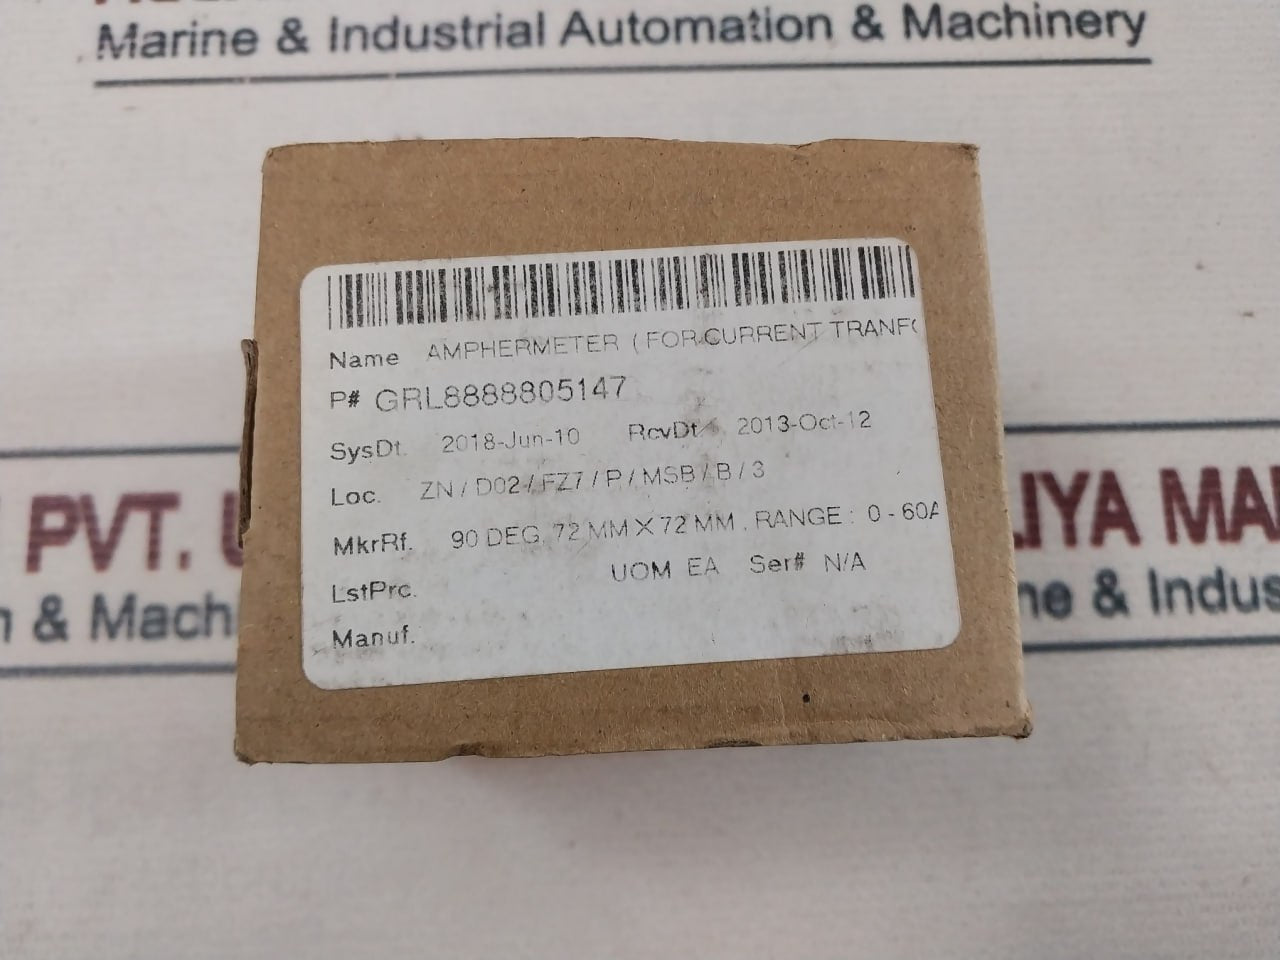 Marine & Industrial Automation & Machinery
Name AMPHERMETER ( FOR CURRENT TRANF
P# GRL8888805147
SysDt. 2018-Jun-10 RcvDt. 2013-Oct-12
Loc. ZN / D02 / FZ7 / P / MSB / B / 3
MkrRf. 90 DEG, 72 MM X 72 MM , RANGE : 0 - 60A
UOM EA Ser# N/A
LstPrc.
Manuf.
PVT.
LIYA MA
& Mach
ne & Indus